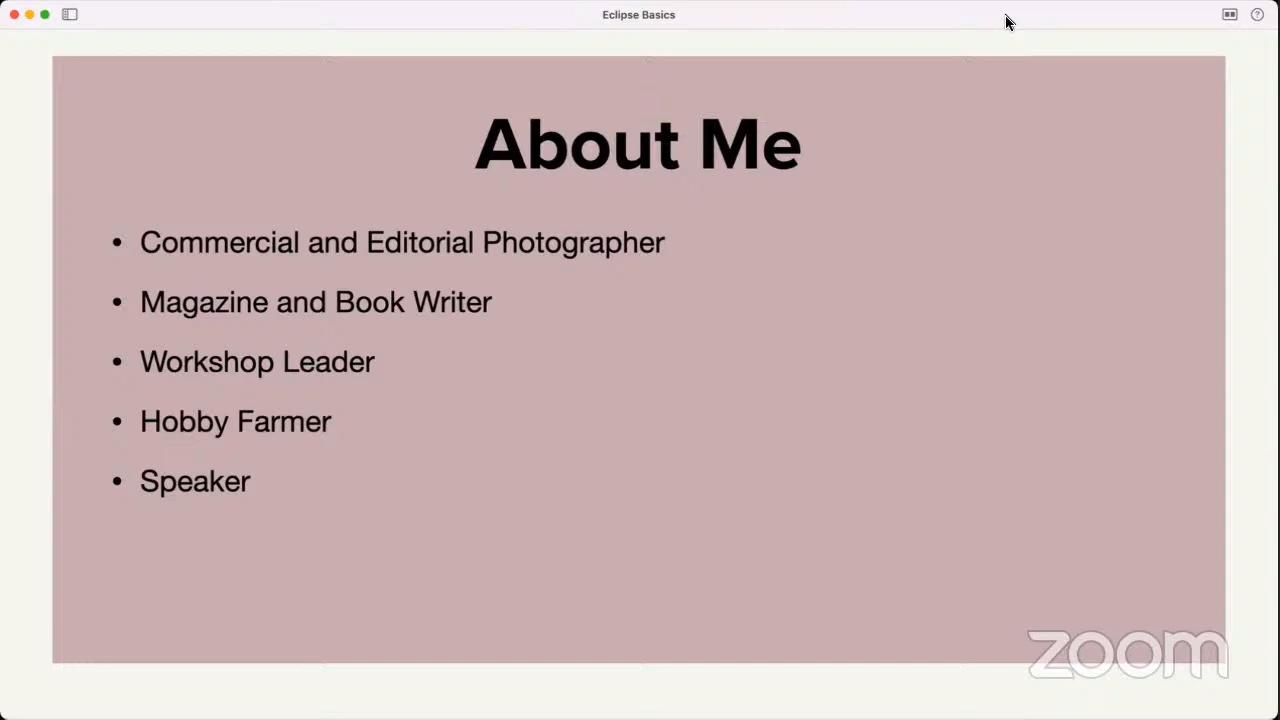 Eclipse Basics
About Me
• Commercial and Editorial Photographer
• Magazine and Book Writer
• Workshop Leader
• Hobby Farmer
• Speaker
zoom